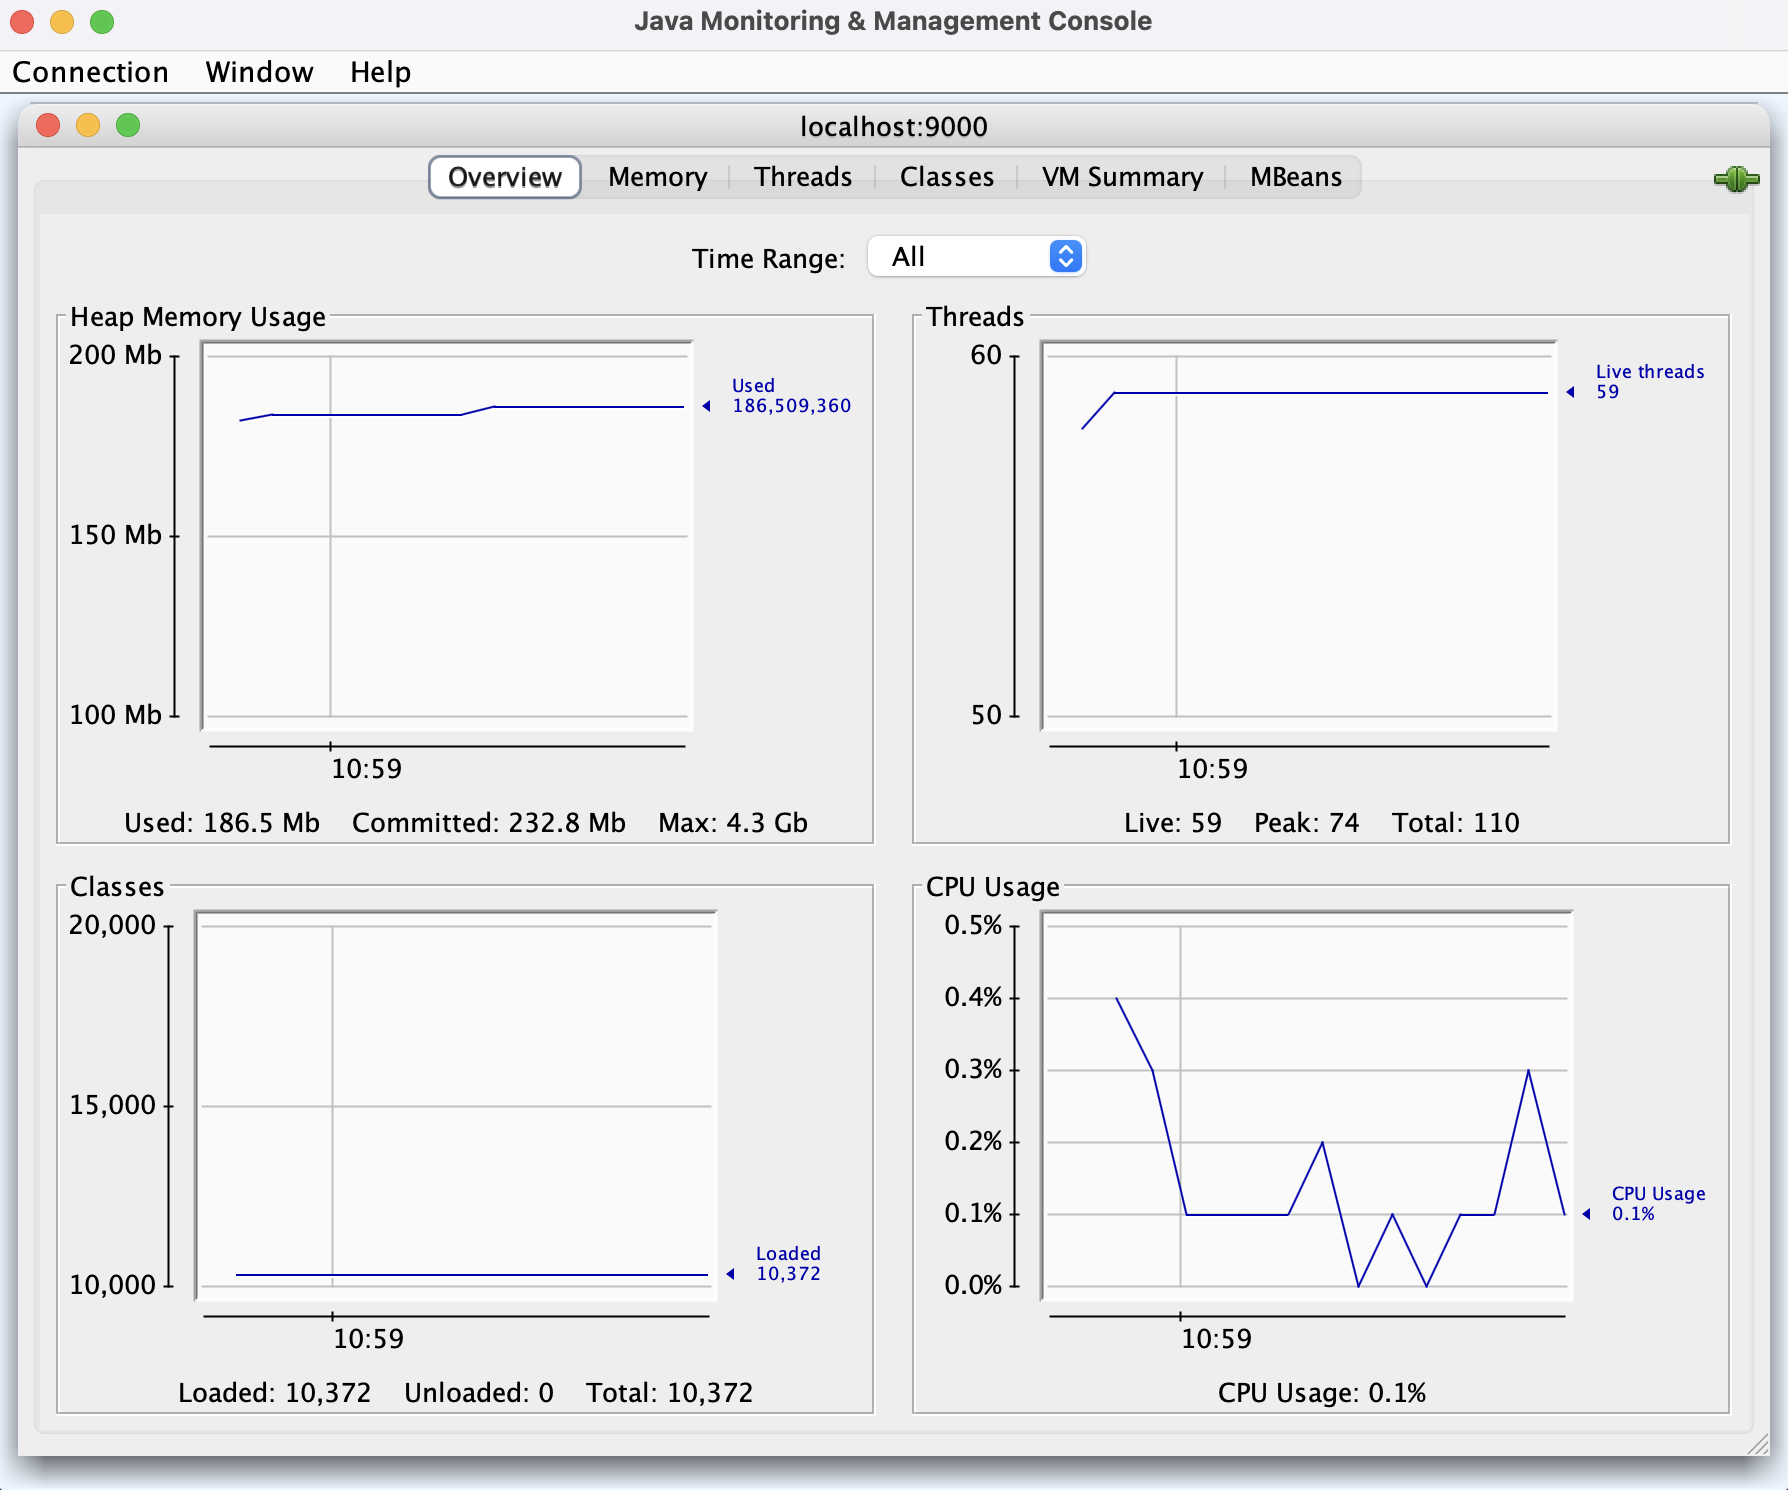 Java Monitoring & Management Console
Connection Window Help
localhost:9000
Overview Memory Threads Classes VM Summary MBeans
Time Range: All
Heap Memory Usage
200 Mb
150 Mb
100 Mb
Used
186,509,360
10:59
Used: 186.5 Mb Committed: 232.8 Mb Max: 4.3 Gb
Threads
60
50
Live threads
59
10:59
Live: 59 Peak: 74 Total: 110
Classes
20,000
15,000
10,000
Loaded
10,372
10:59
Loaded: 10,372 Unloaded: 0 Total: 10,372
CPU Usage
0.5%
0.4%
0.3%
0.2%
0.1%
0.0%
CPU Usage
0.1%
10:59
CPU Usage: 0.1%